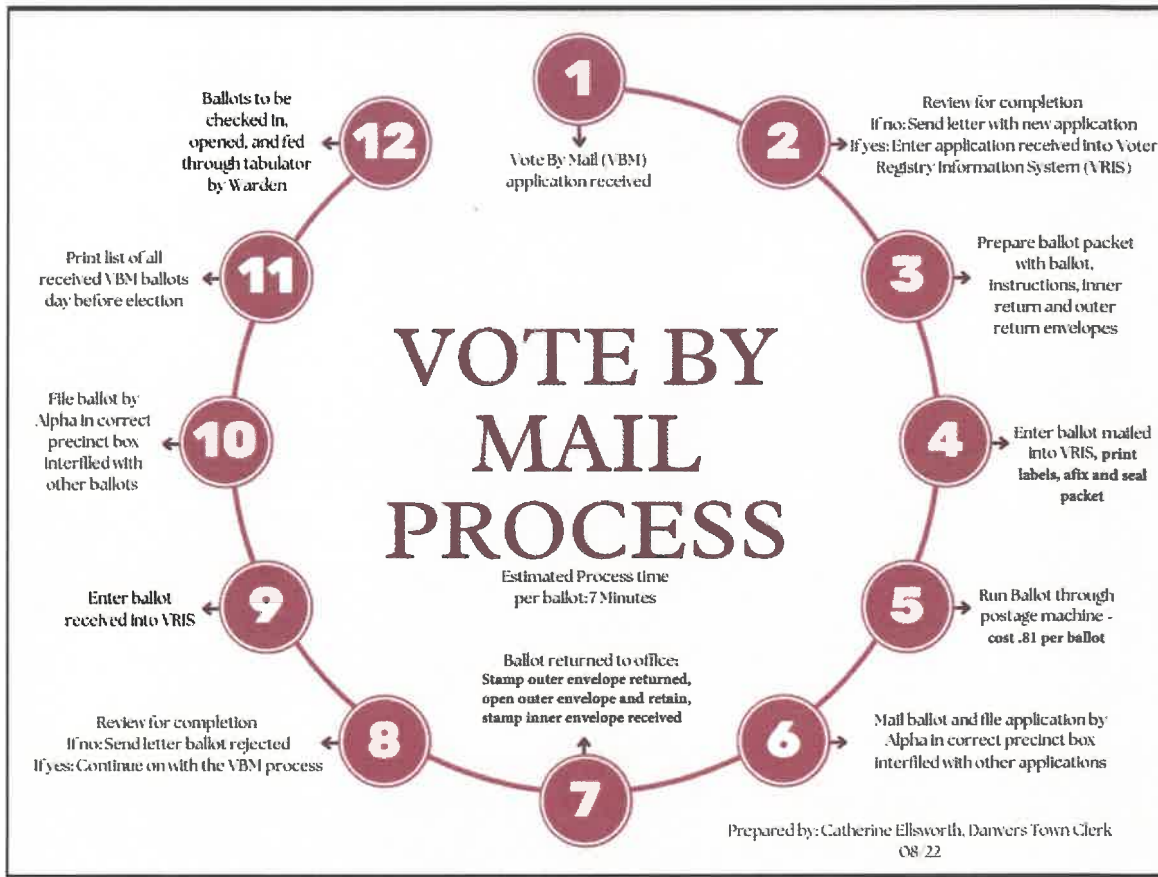 VOTE BY
MAIL
PROCESS
Estimated Process time
per ballot: 7 Minutes
1
Vote By Mail (VBM)
application received
2
Review for completion
If no: Send letter with new application
If yes: Enter application received into Voter
Registry Information System (VRIS)
3
Prepare ballot packet
with ballot,
instructions, inner
return and outer
return envelopes
4
Enter ballot mailed
into VRIS, print
labels, afix and seal
packet
5
Run Ballot through
postage machine -
cost .81 per ballot
6
Mail ballot and file application by
Alpha in correct precinct box
interfiled with other applications
7
Ballot returned to office:
Stamp outer envelope returned,
open outer envelope and retain,
stamp inner envelope received
8
Review for completion
If no: Send letter ballot rejected
If yes: Continue on with the VBM process
9
Enter ballot
received into VRIS
10
File ballot by
Alpha in correct
precinct box
interfiled with
other ballots
11
Print list of all
received VBM ballots
day before election
12
Ballots to be
checked in,
opened, and fed
through tabulator
by Warden
Prepared by: Catherine Ellsworth, Danvers Town Clerk
08/22